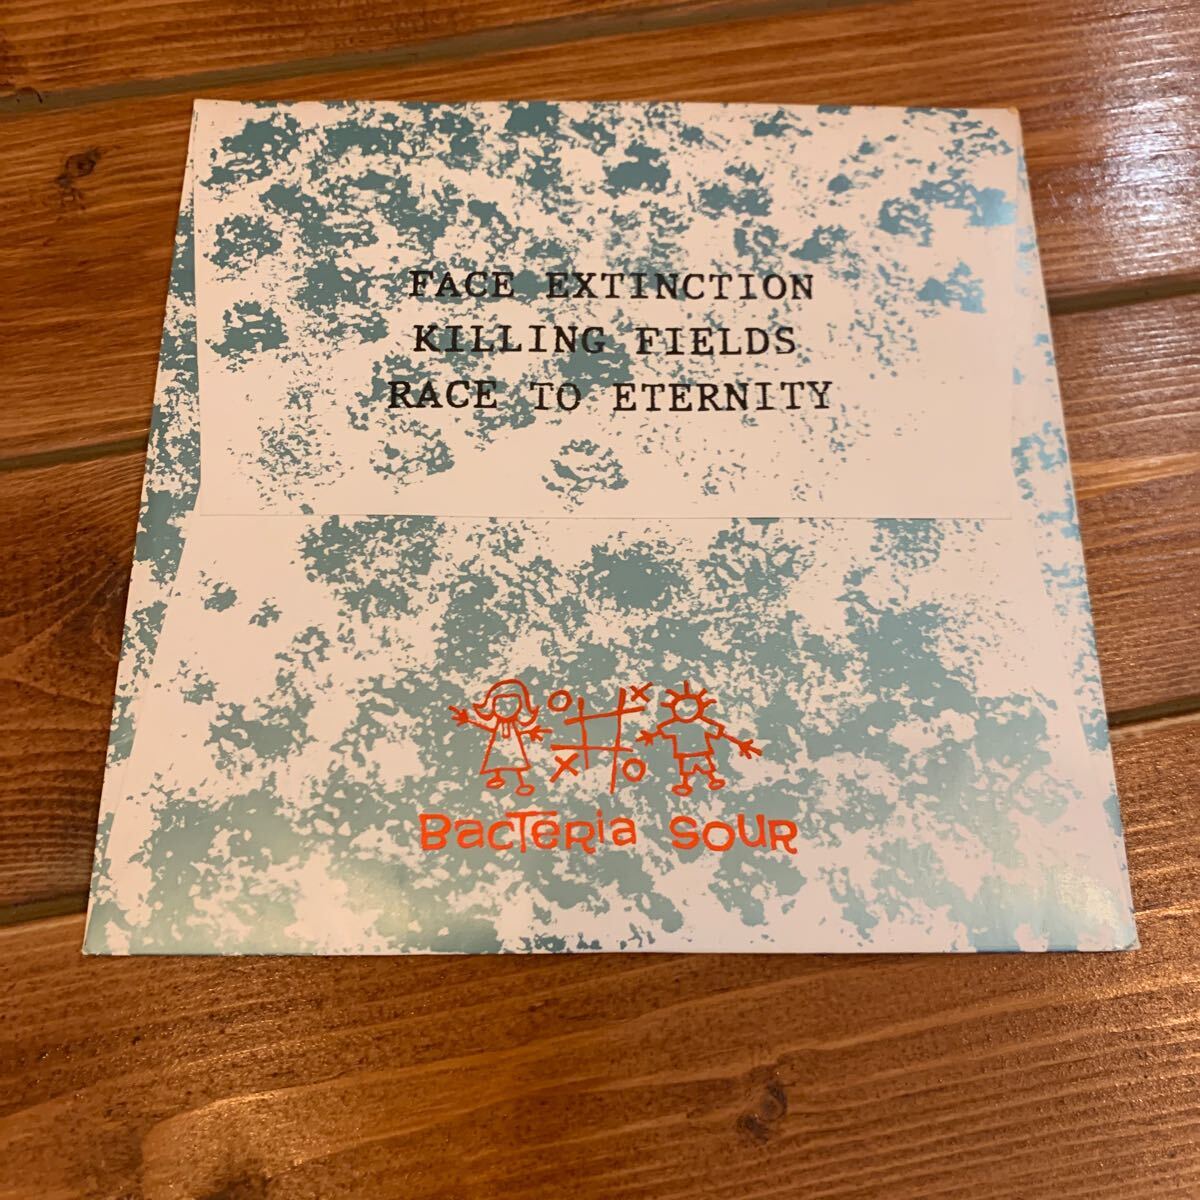 FACE EXTINCTION
KILLING FIELDS
RACE TO ETERNITY
O X
X O
BacTeRia SOUR